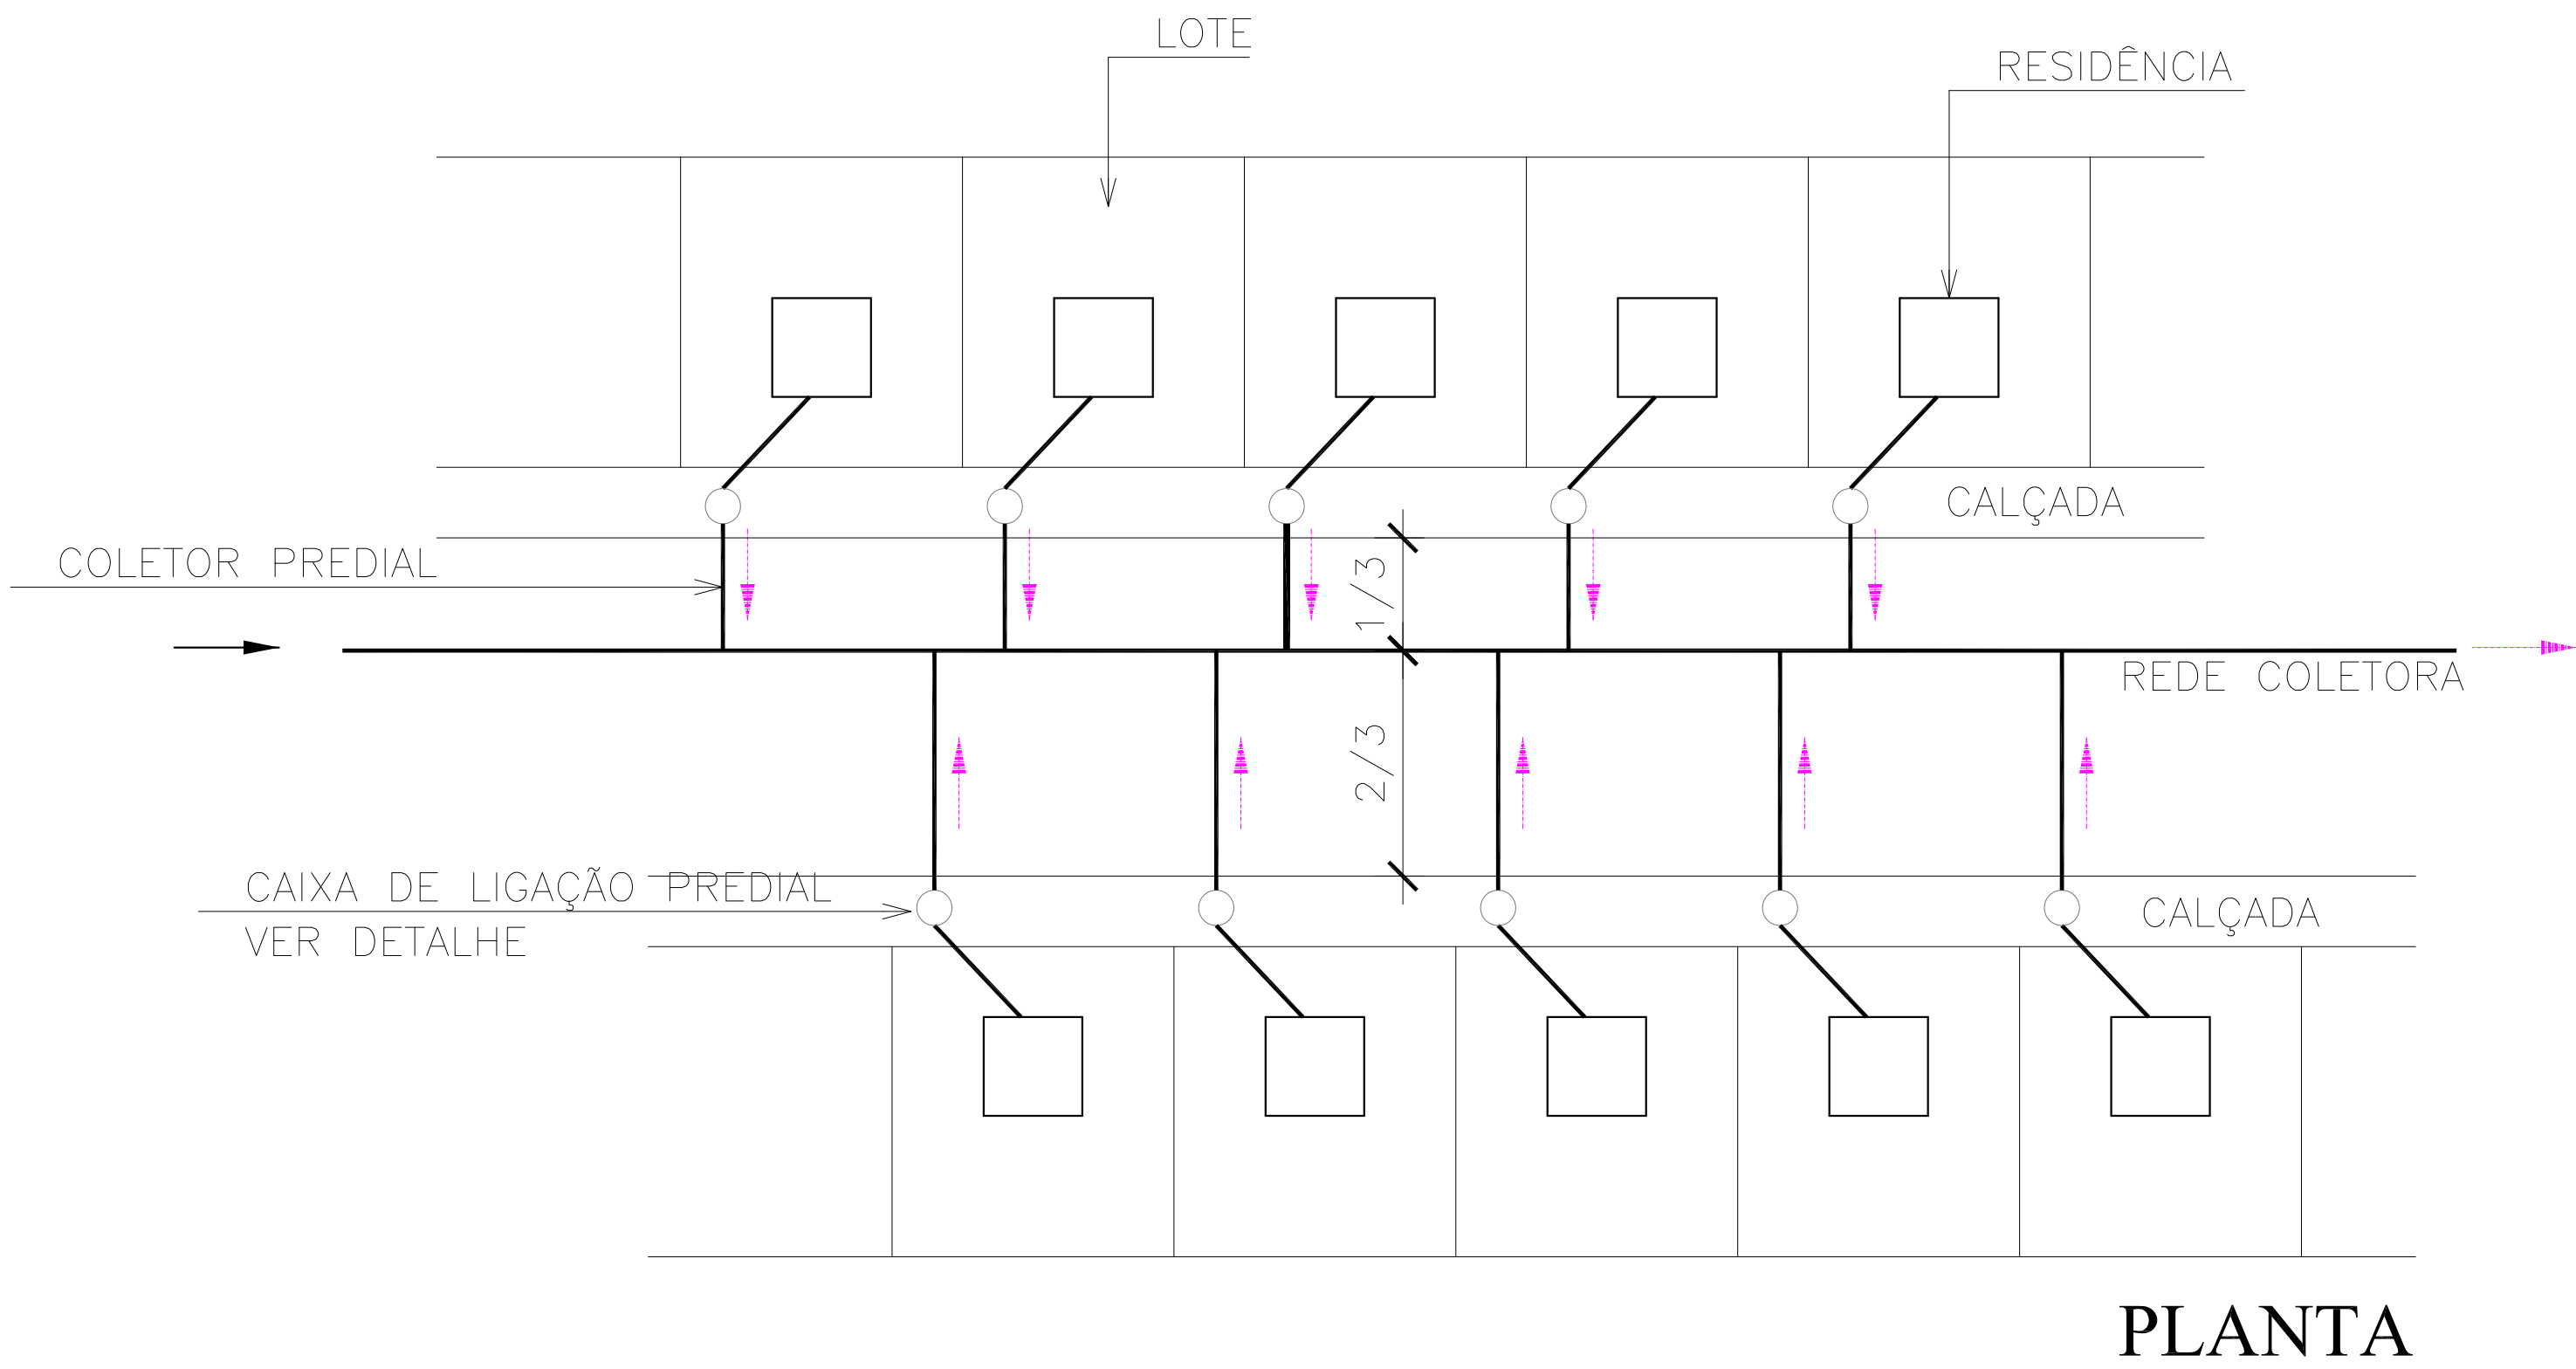 LOTE
RESIDÊNCIA
CALÇADA
COLETOR PREDIAL
1/3
REDE COLETORA
2/3
CAIXA DE LIGAÇÃO PREDIAL
VER DETALHE
CALÇADA
PLANTA